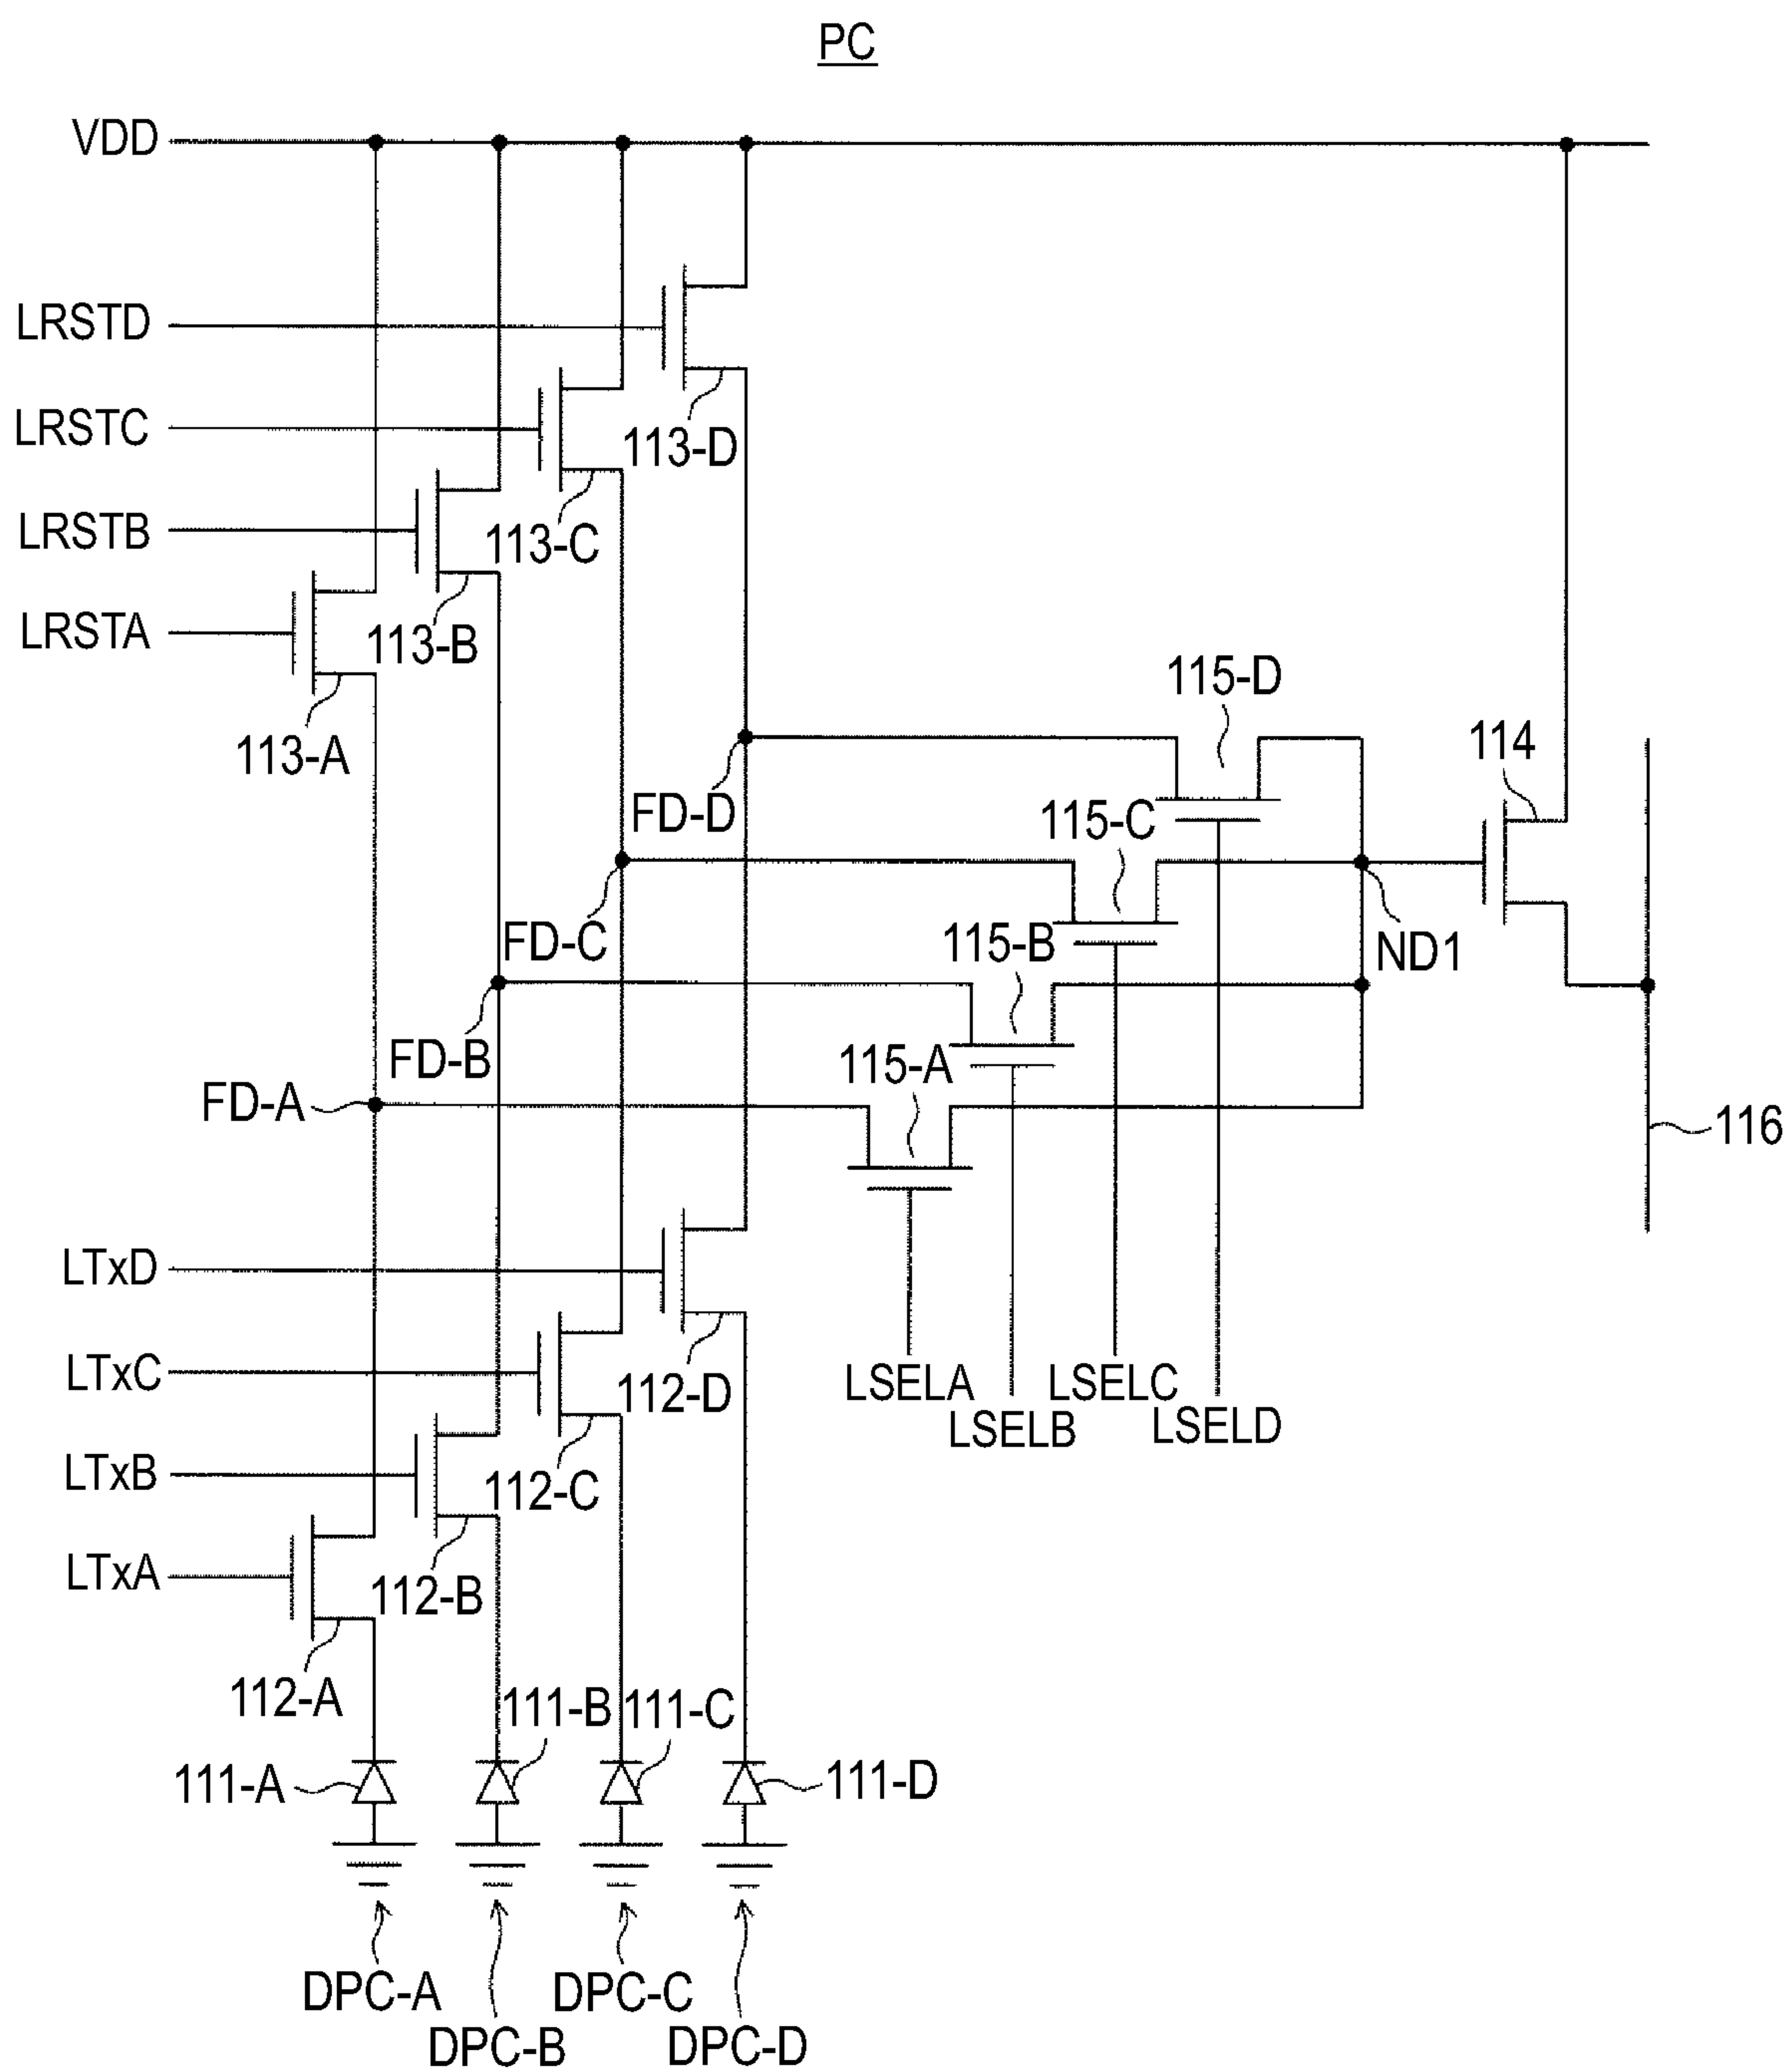 PC
VDD
LRSTD
LRSTC
113-D
LRSTB
113-C
LRSTA
113-B
113-A
115-D
114
FD-D
115-C
FD-C
115-B
ND1
FD-B
115-A
FD-A
116
LTxD
LTxC
112-D
LSELA
LSELC
LSELB
LSELD
LTxB
112-C
LTxA
112-B
112-A
111-B
111-C
111-A
111-D
DPC-A
DPC-C
DPC-B
DPC-D